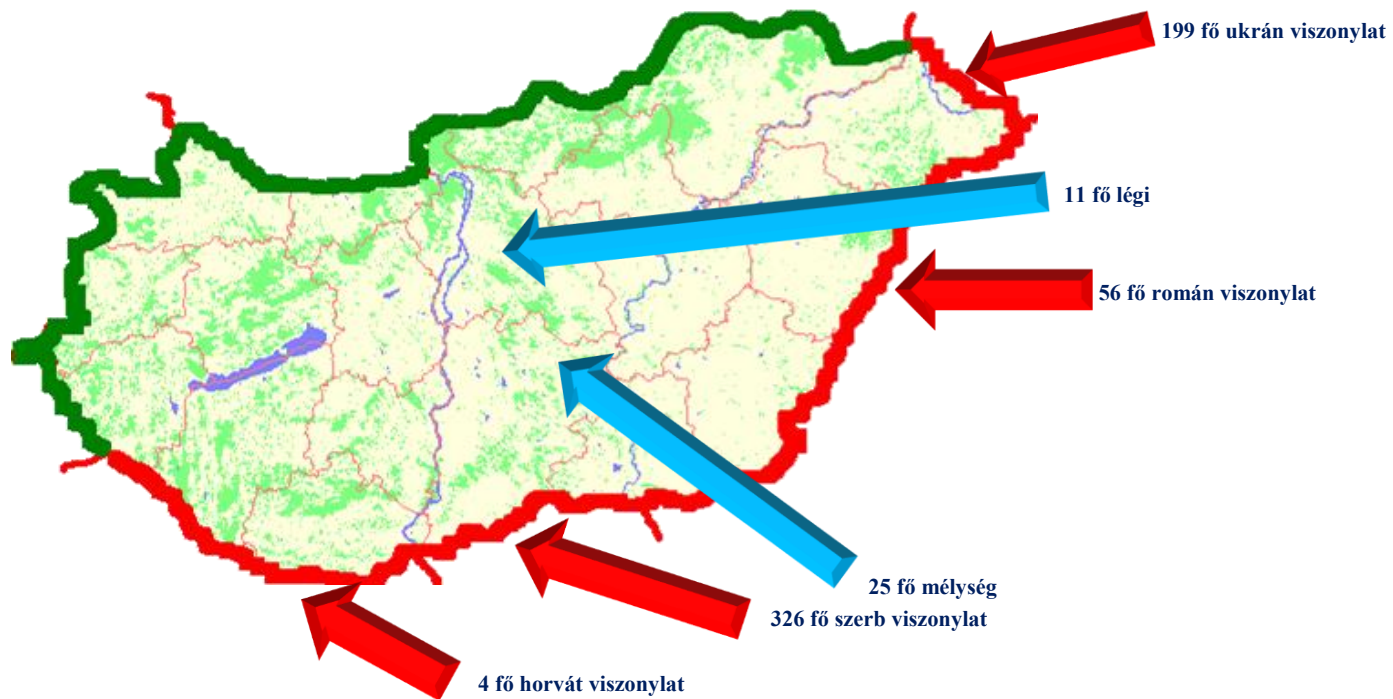 199 fő ukrán viszonylat
11 fő légi
56 fő román viszonylat
25 fő mélység
326 fő szerb viszonylat
4 fő horvát viszonylat